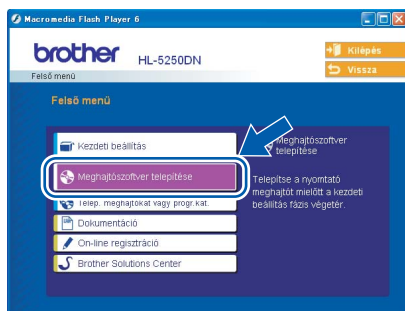 Macromedia Flash Player 6
brother HL-5250DN
Kilépés
Vissza
Felső menü
Felső menü
Kezdeti beállítás
Meghajtószoftver telepítése
Telep. meghajtókat vagy progr.kat.
Dokumentáció
On-line regisztráció
Brother Solutions Center
Meghajtószoftver
telepítése
Telepítse a nyomtató
meghajtót mielőtt a kezdeti
beállítás fázis végetér.